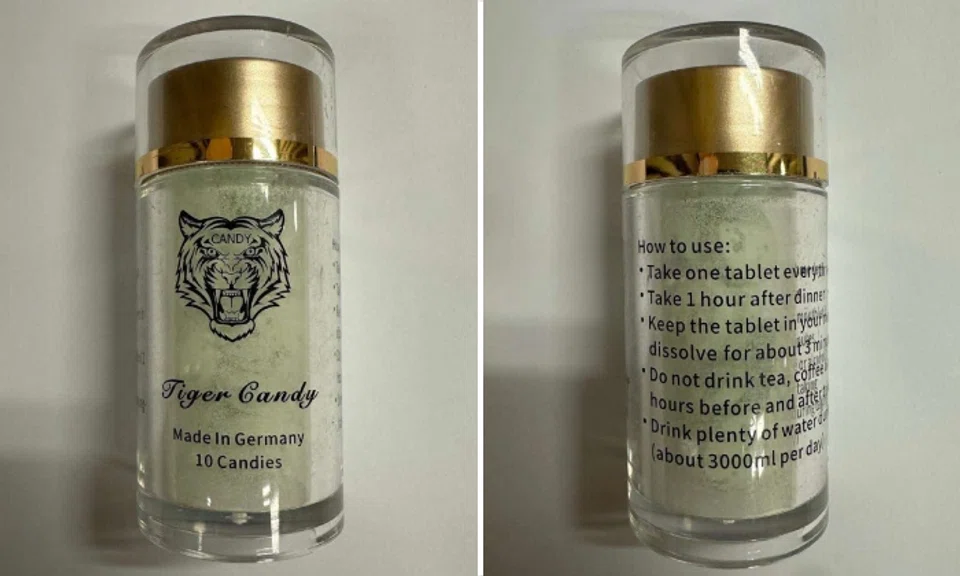 CANDY
Tiger Candy
Made In Germany
10 Candies
How to use:
• Take one tablet
• Take 1 hour after dinner
• Keep the tablet in your
dissolve for about 3
• Do not drink tea, coffee
hours before and after
• Drink plenty of water
(about 3000ml per day)